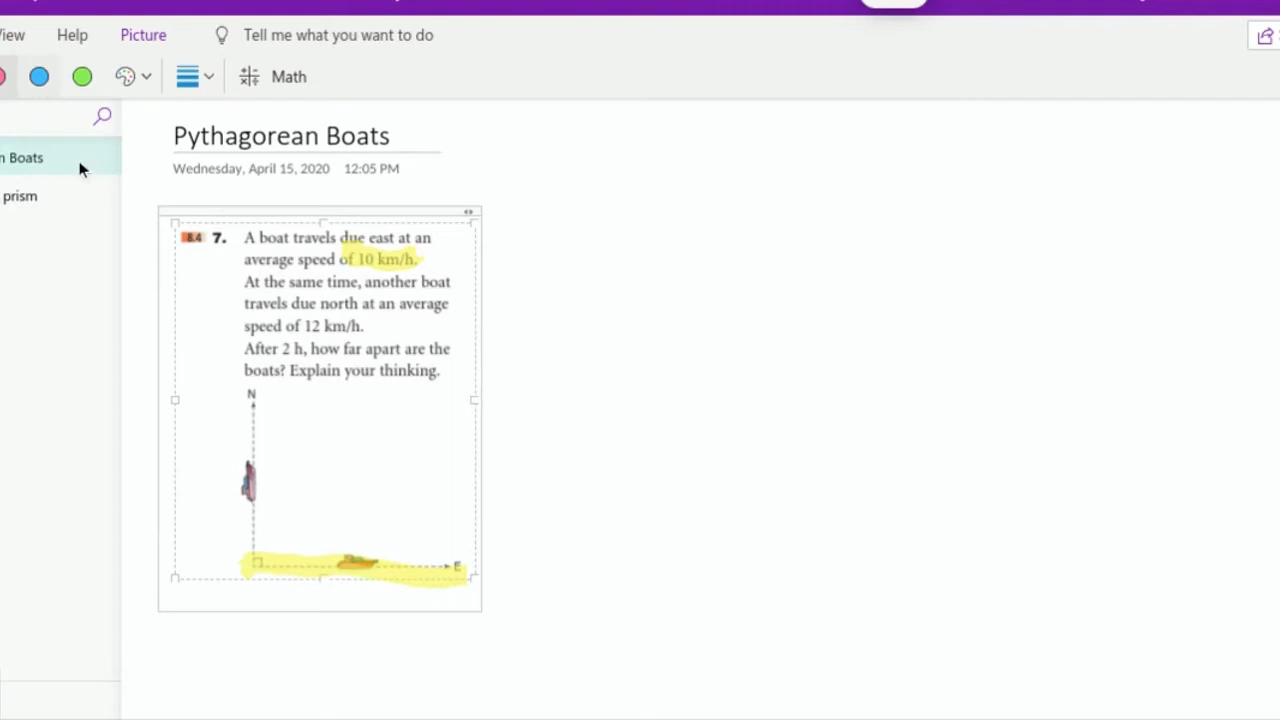 View Help Picture Tell me what you want to do
Math
Pythagorean Boats
Wednesday, April 15, 2020 12:05 PM
n Boats
prism
8.4 7. A boat travels due east at an
average speed of 10 km/h.
At the same time, another boat
travels due north at an average
speed of 12 km/h.
After 2 h, how far apart are the
boats? Explain your thinking.
N
E